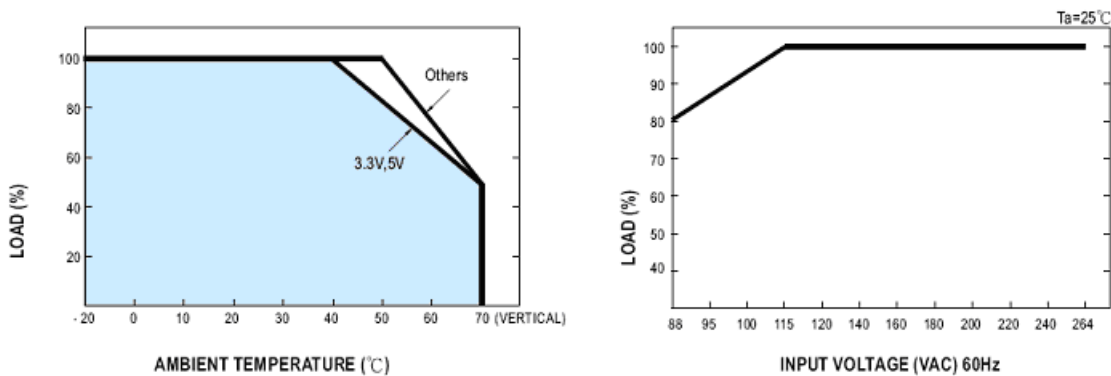 100
80
60
40
20
LOAD (%)
Others
3.3V,5V
-20 0 10 20 30 40 50 60 70 (VERTICAL)
AMBIENT TEMPERATURE (℃)
Ta=25℃
100
90
80
70
60
50
40
LOAD (%)
88 95 100 115 120 140 160 180 200 220 240 264
INPUT VOLTAGE (VAC) 60Hz